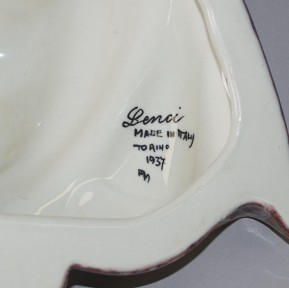 Lenci
MADE IN ITALY
TORINO
1937